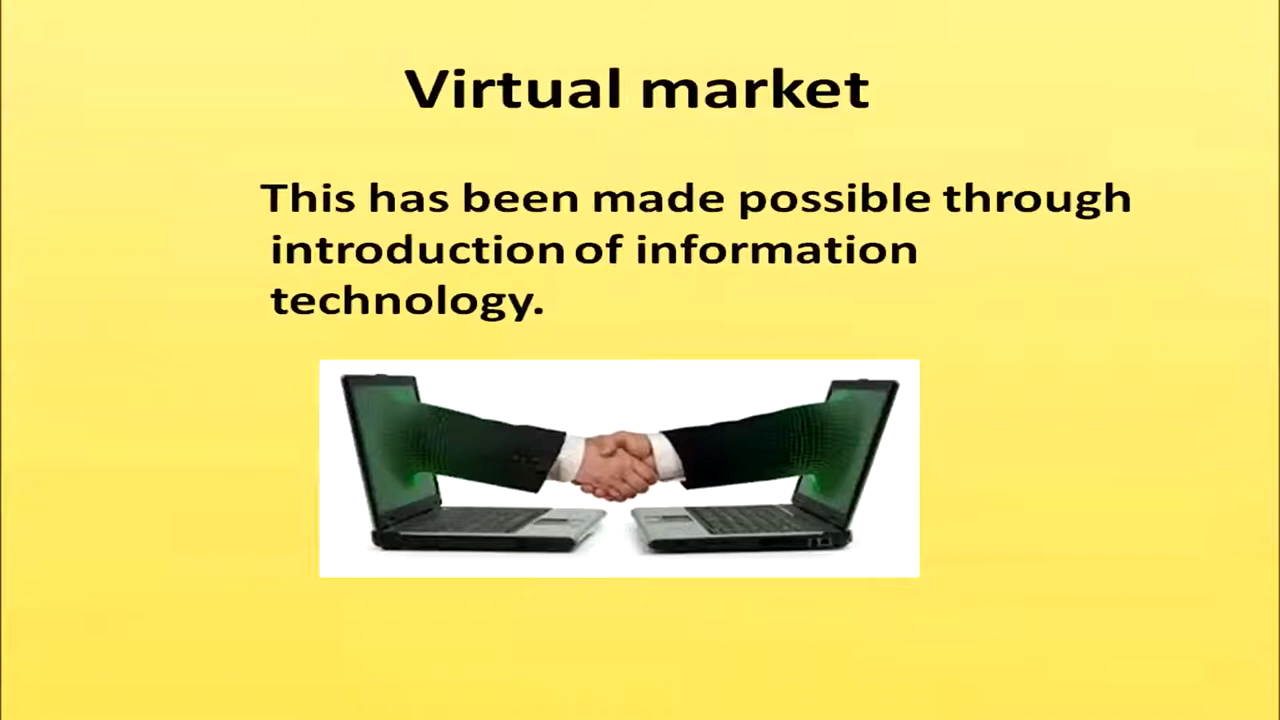 Virtual market
This has been made possible through
introduction of information
technology.